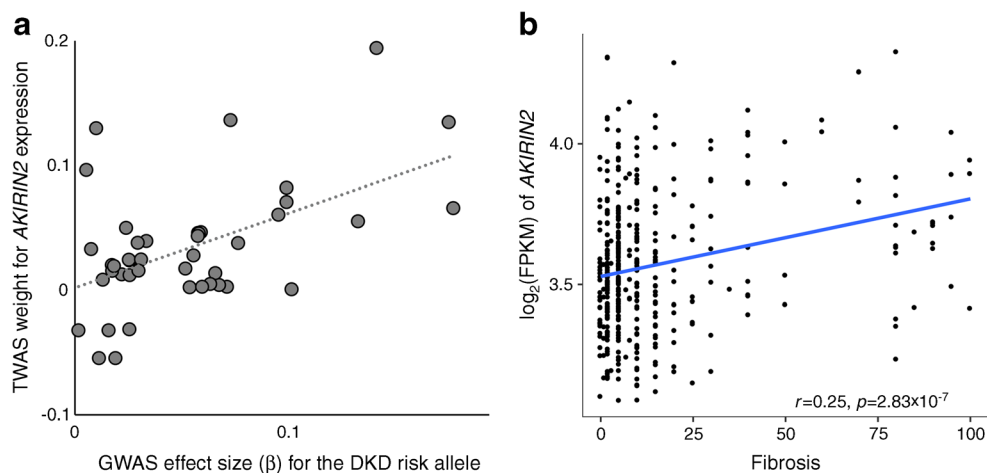 a
0.2
0.1
0
-0.1
TWAS weight for AKIRIN2 expression
0
0.1
GWAS effect size (β) for the DKD risk allele
b
4.0
3.5
log2(FPKM) of AKIRIN2
r=0.25, p=2.83x10-7
0
25
50
75
100
Fibrosis